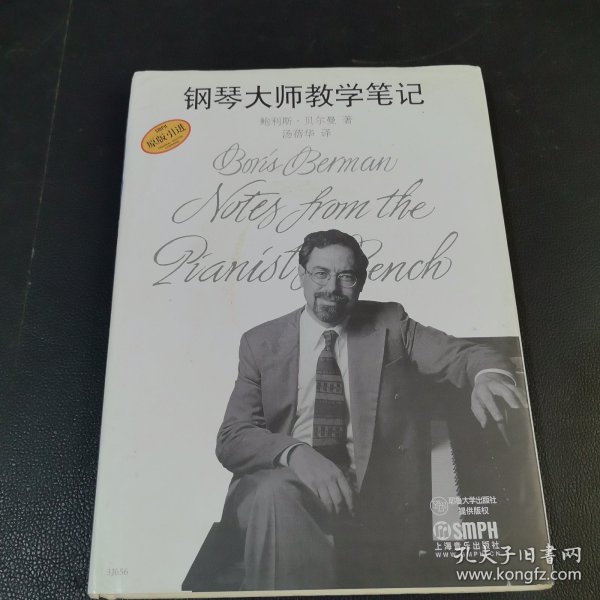 钢琴大师教学笔记
鲍利斯·贝尔曼 著
汤蓓华 译
原版引进
Boris Berman
Notes from the
Pianist's Bench
耶鲁大学出版社
提供版权
SMPH
上海音乐出版社
WWW.SMPH.CN
孔夫子旧书网
www.kongfz.com